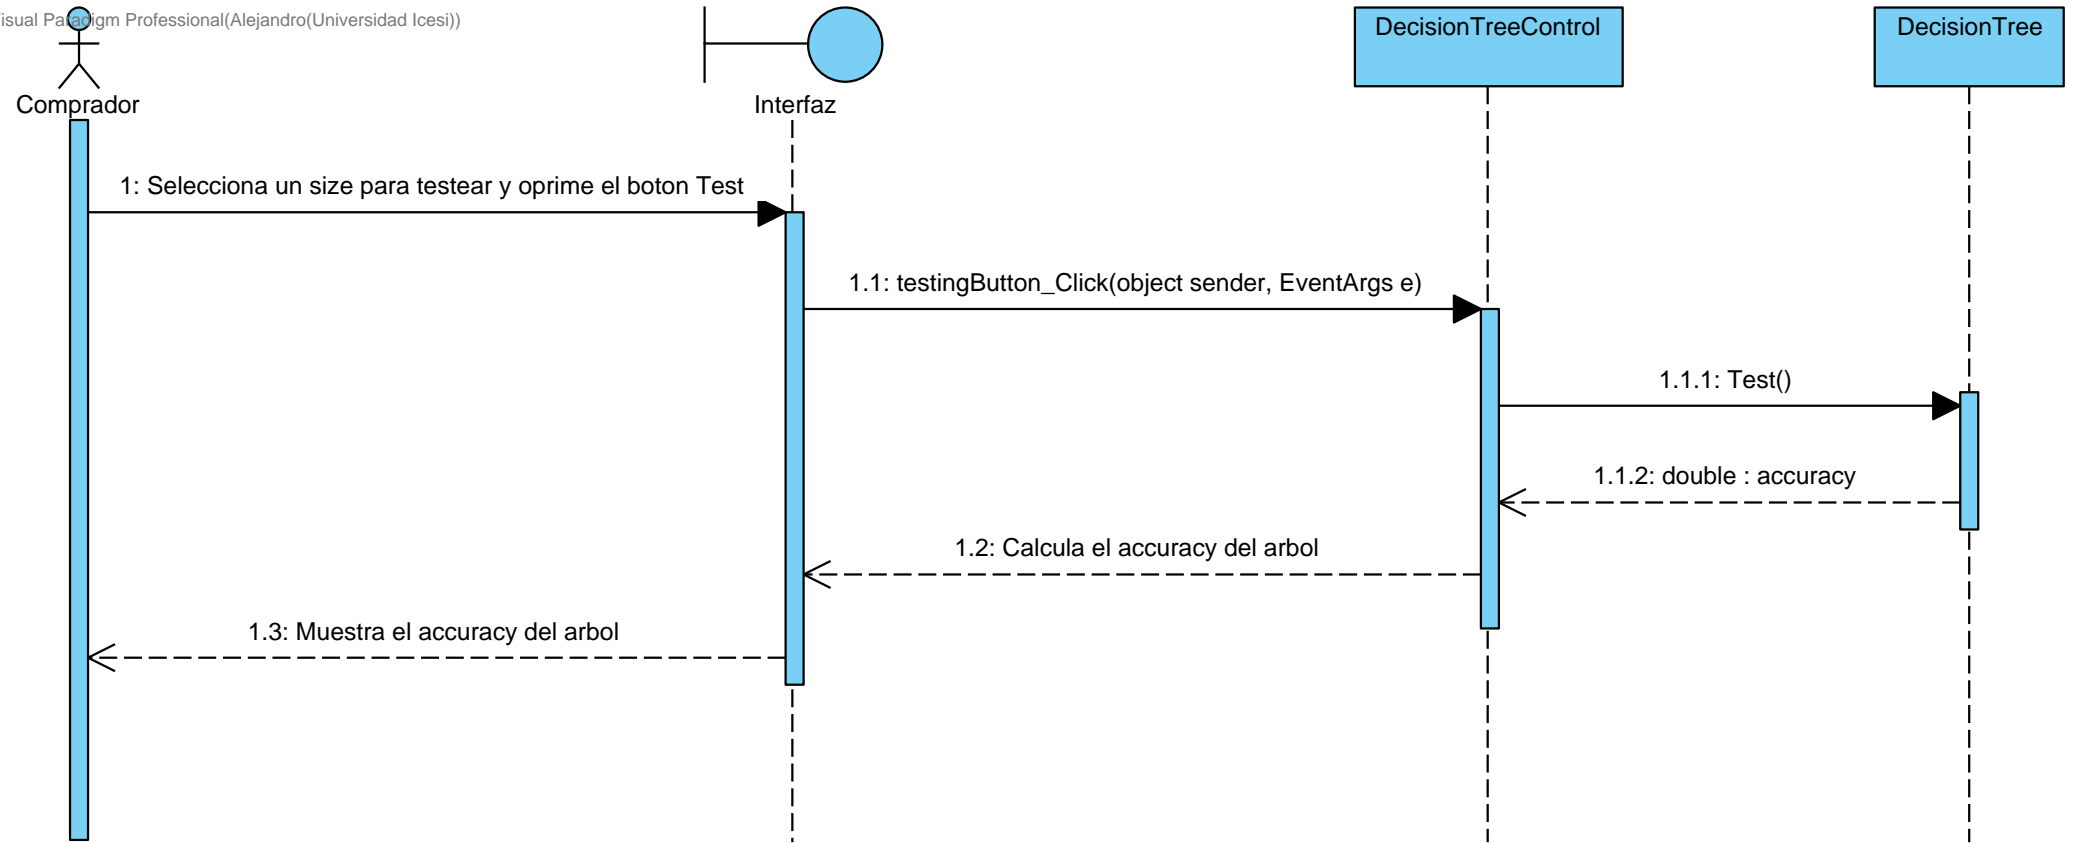 isual Paradigm Professional(Alejandro(Universidad Icesi))
DecisionTreeControl
DecisionTree
Comprador
Interfaz
1: Selecciona un size para testear y oprime el boton Test
1.1: testingButton_Click(object sender, EventArgs e)
1.1.1: Test()
1.1.2: double : accuracy
1.2: Calcula el accuracy del arbol
1.3: Muestra el accuracy del arbol